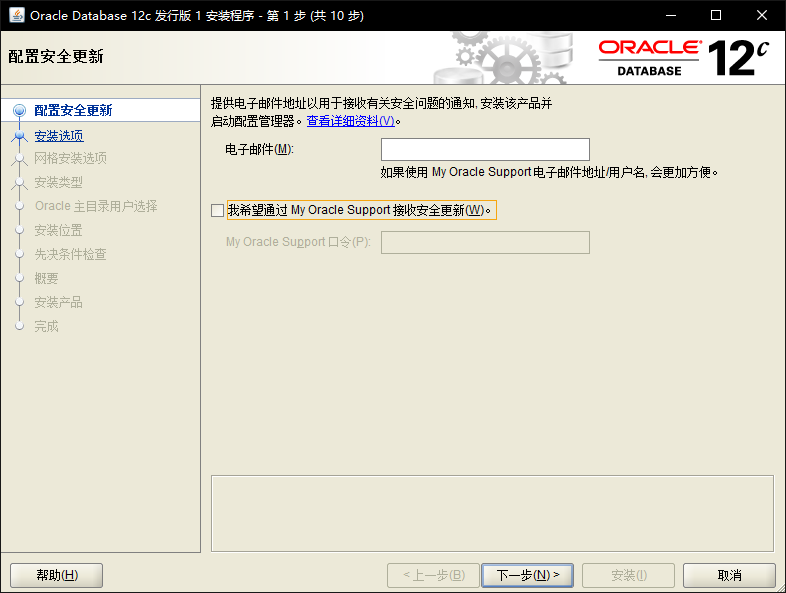 Oracle Database 12c 发行版 1 安装程序 - 第 1 步 (共 10 步)
配置安全更新
ORACLE®
DATABASE
12c
配置安全更新
安装选项
网格安装选项
安装类型
Oracle 主目录用户选择
安装位置
先决条件检查
概要
安装产品
完成
提供电子邮件地址以用于接收有关安全问题的通知, 安装该产品并
启动配置管理器。查看详细资料(V)。
电子邮件(M):
如果使用 My Oracle Support 电子邮件地址/用户名, 会更加方便。
我希望通过 My Oracle Support 接收安全更新(W)。
My Oracle Support 口令(P):
帮助(H)
< 上一步(B)
下一步(N) >
安装(I)
取消